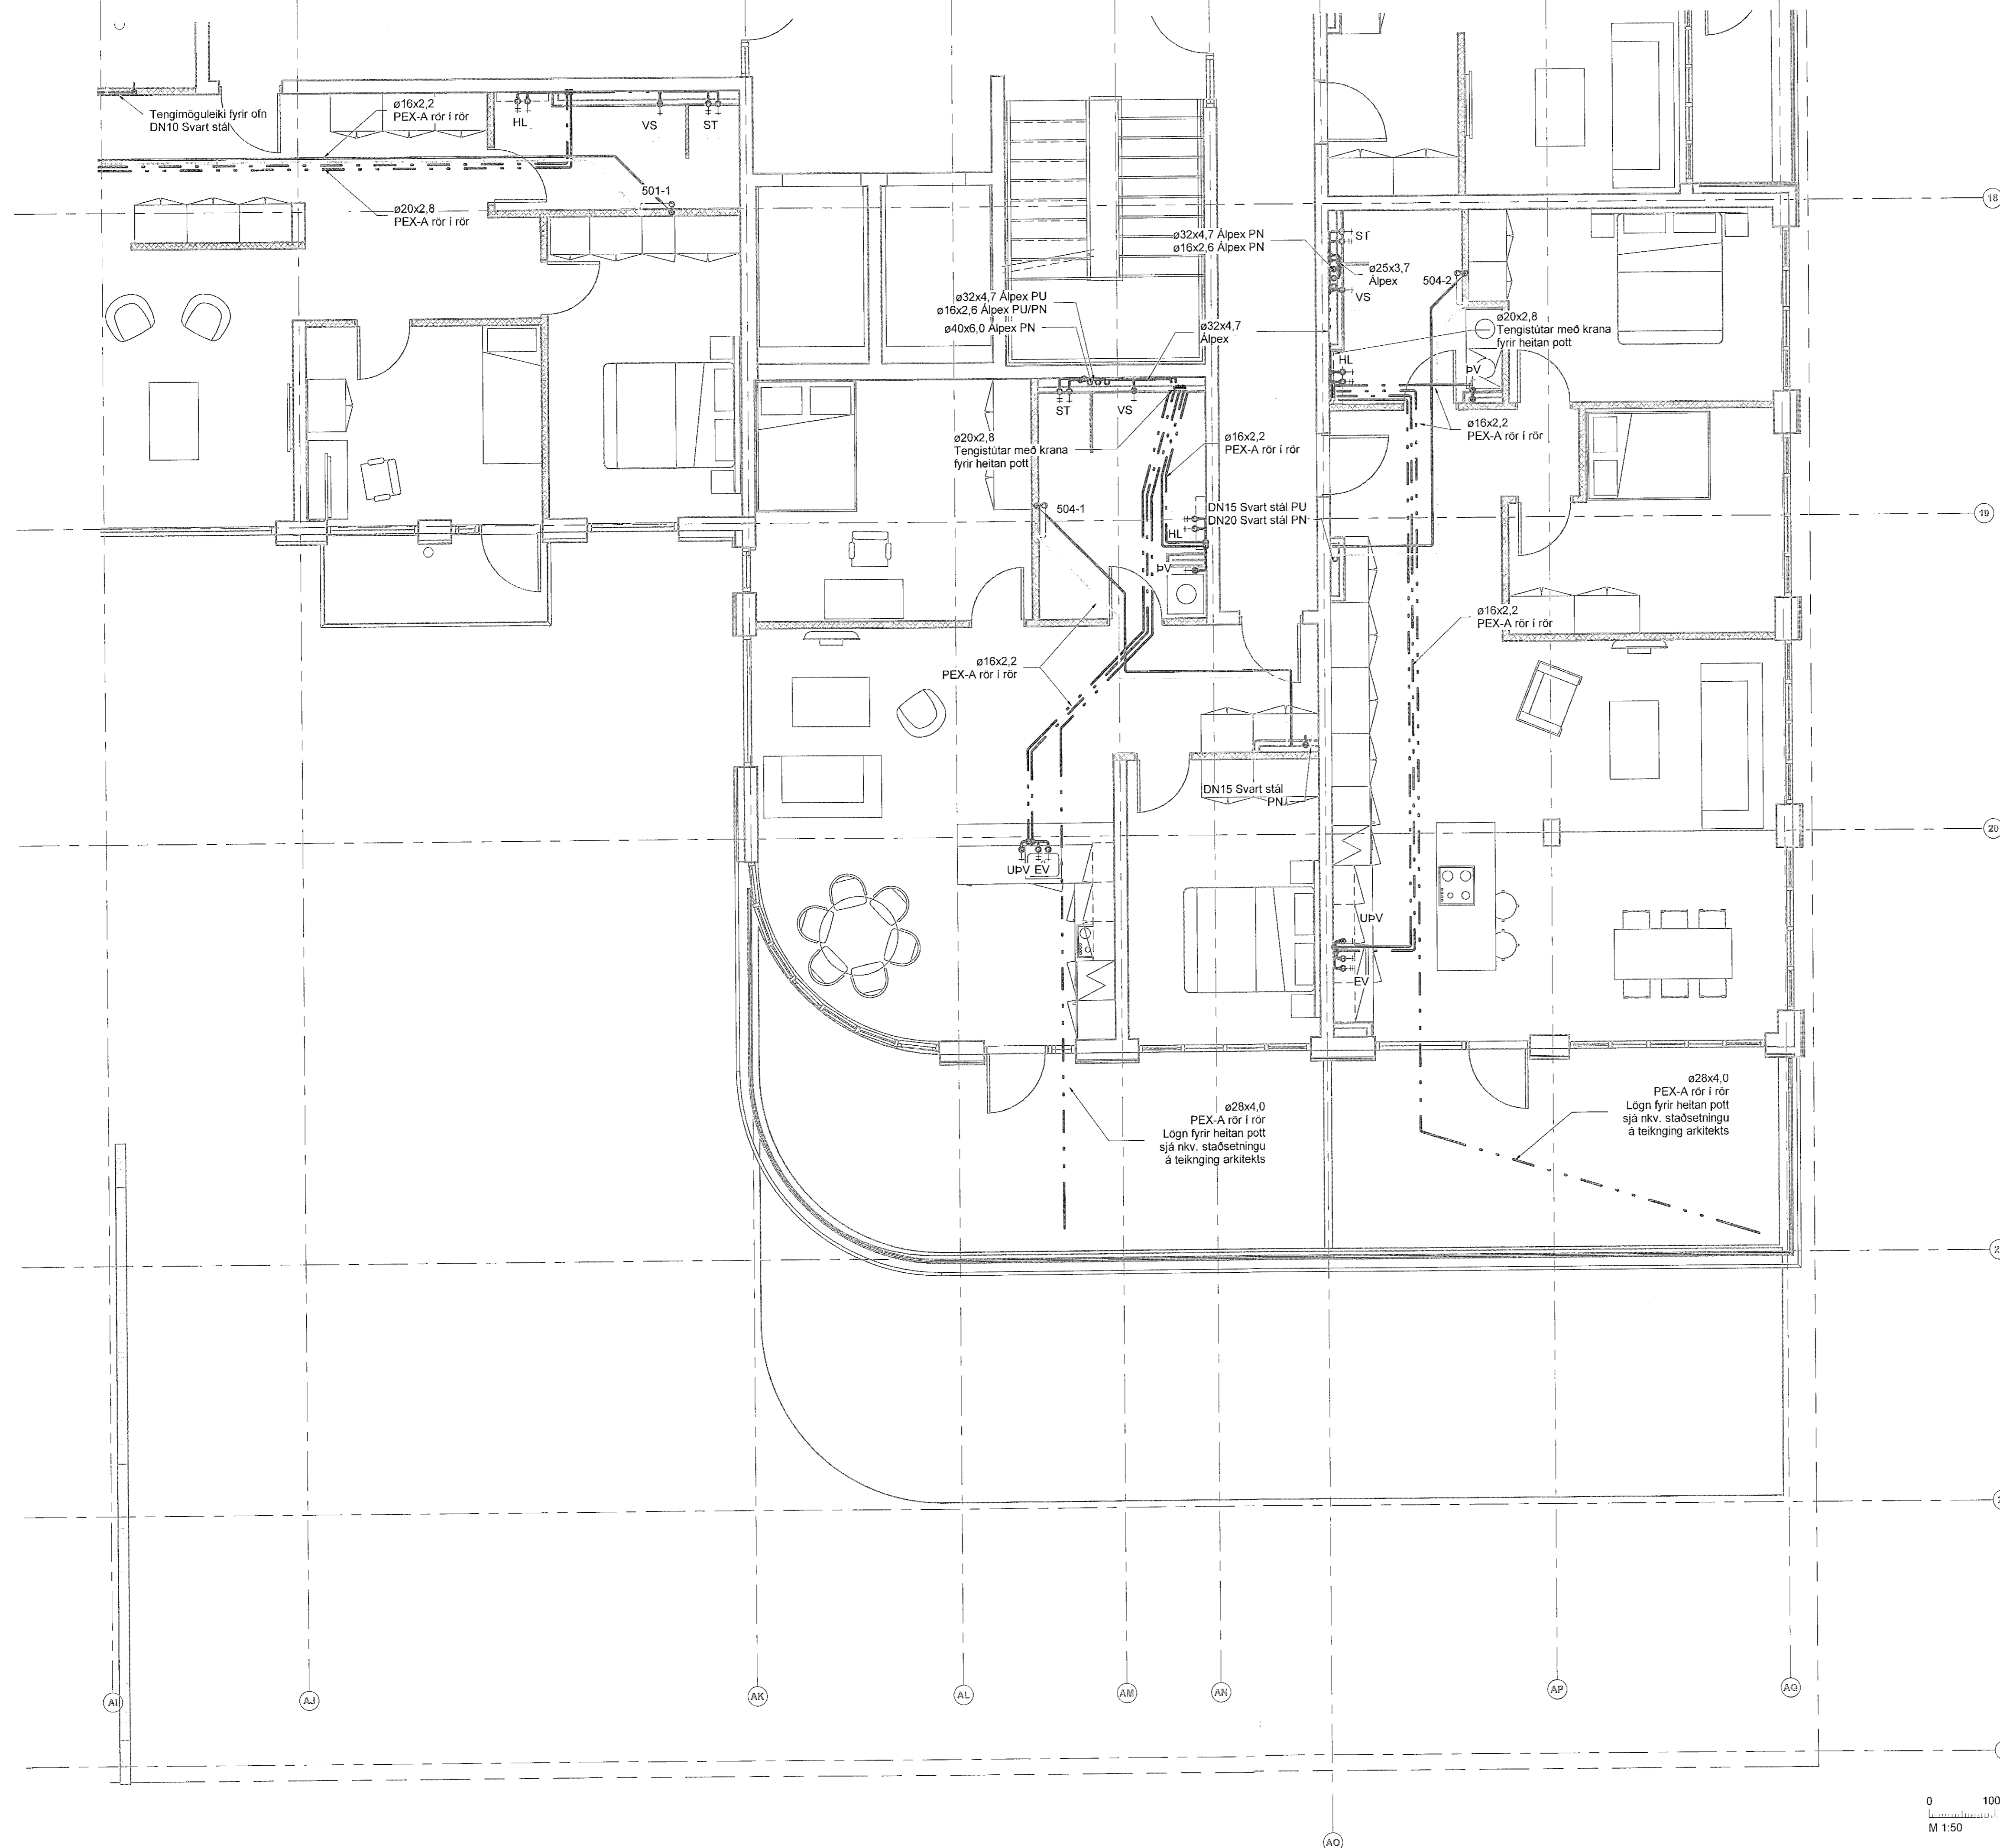 Tengimöguleiki fyrir ofn
DN10 Svart stál
ø16x2,2
PEX-A rör í rör
HL
VS
ST
501-1
ø20x2,8
PEX-A rör í rör
18
ø32x4,7 Álpex PN
ø16x2,6 Álpex PN
ST
ø25x3,7
Álpex
504-2
VS
ø32x4,7 Álpex PU
ø16x2,6 Álpex PU/PN
ø40x6,0 Álpex PN
ø32x4,7
Álpex
ø20x2,8
Tengistútar með krana
fyrir heitan pott
HL
ÞV
ST
VS
ø20x2,8
Tengistútar með krana
fyrir heitan pott
ø16x2,2
PEX-A rör í rör
ø16x2,2
PEX-A rör í rör
504-1
DN15 Svart stál PU
DN20 Svart stál PN
19
HL
ÞV
ø16x2,2
PEX-A rör í rör
ø16x2,2
PEX-A rör í rör
DN15 Svart stál
PN
20
UÞV EV
UÞV
EV
ø28x4,0
PEX-A rör í rör
Lögn fyrir heitan pott
sjá nkv. staðsetningu
á teiknging arkitekts
ø28x4,0
PEX-A rör í rör
Lögn fyrir heitan pott
sjá nkv. staðsetningu
á teiknging arkitekts
AI
AJ
AK
AL
AM
AN
AP
AQ
AO
0 100
M 1:50